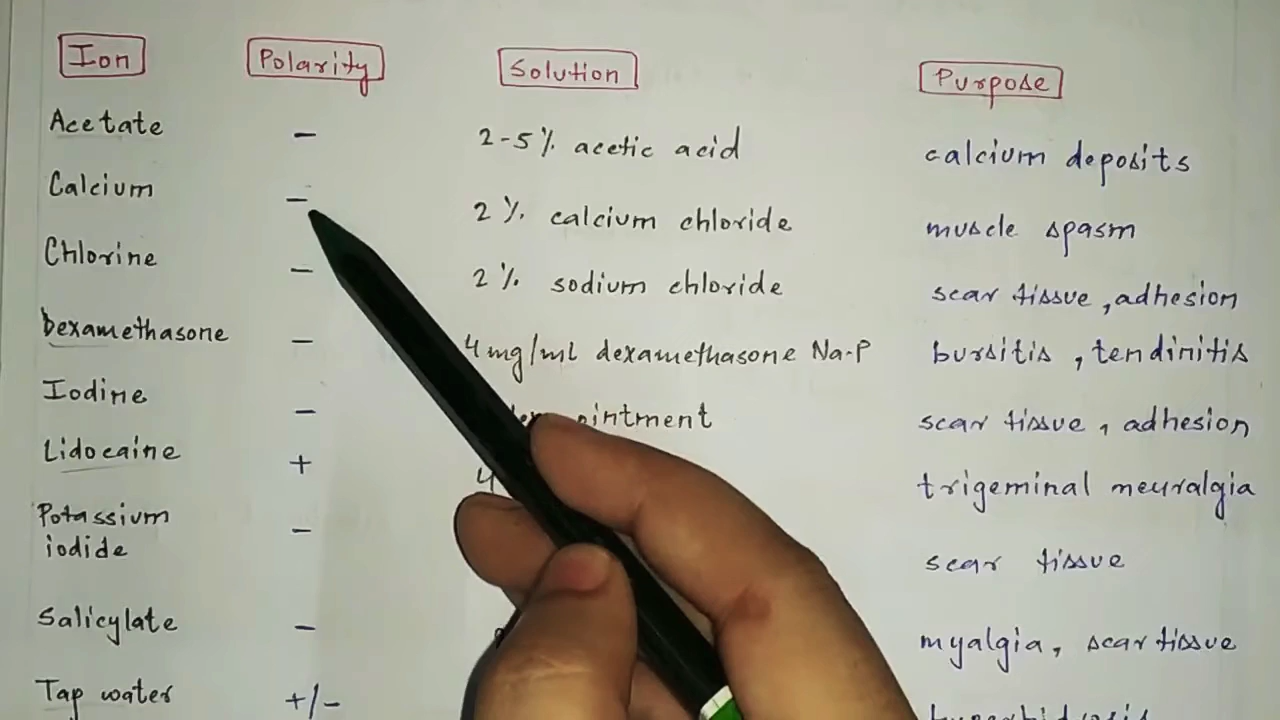 Ion Polarity Solution Purpose
Acetate - 2-5% acetic acid calcium deposits
Calcium - 2% calcium chloride muscle spasm
Chlorine - 2% sodium chloride scar tissue, adhesion
Dexamethasone - 4mg/ml dexamethasone Na-P bursitis, tendinitis
Iodine - ointment scar tissue, adhesion
Lidocaine + 4 trigeminal neuralgia
Potassium
iodide - scar tissue
Salicylate - myalgia, scar tissue
Tap water +/-